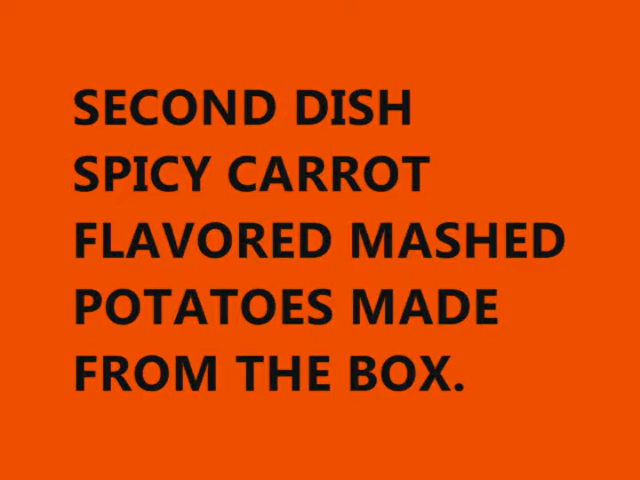 SECOND DISH
SPICY CARROT
FLAVORED MASHED
POTATOES MADE
FROM THE BOX.